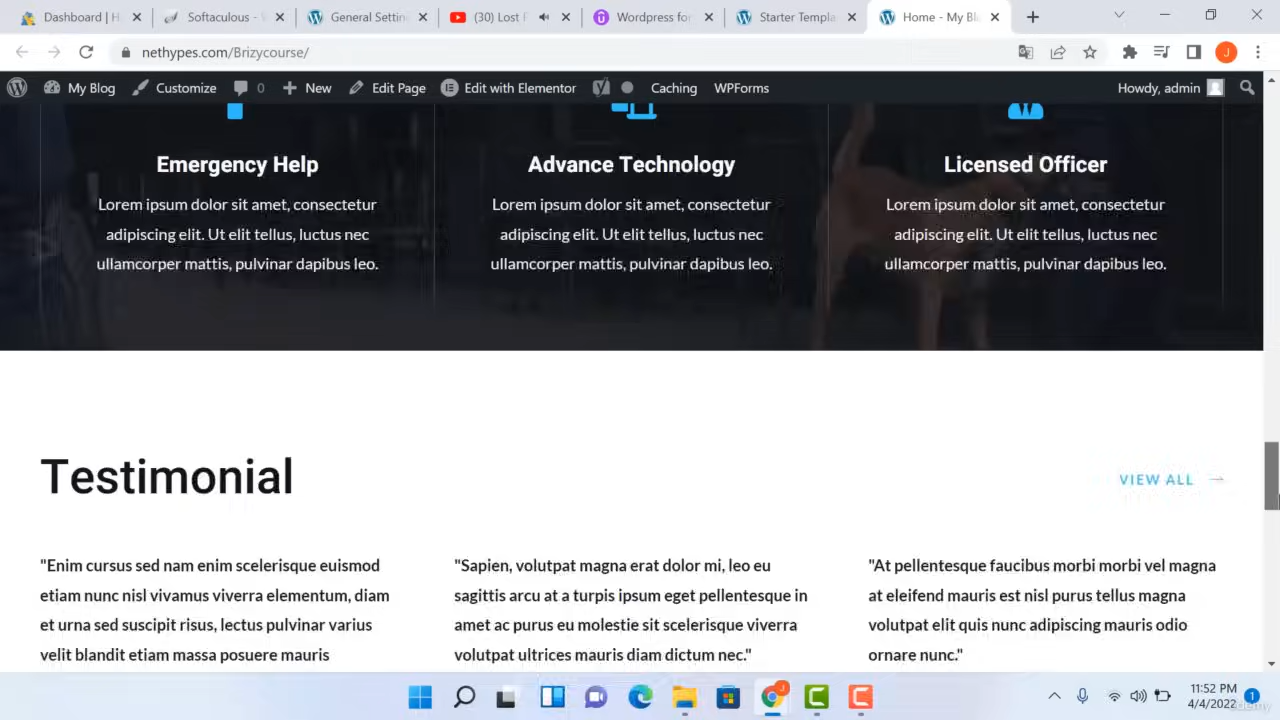 Dashboard | H
Softaculous - W
General Settin
(30) Lost F
Wordpress for
Starter Templa
Home - My Bl
nethypes.com/Brizycourse/
My Blog
Customize
0
New
Edit Page
Edit with Elementor
Caching
WPForms
Howdy, admin
Emergency Help
Advance Technology
Licensed Officer
Lorem ipsum dolor sit amet, consectetur
adipiscing elit. Ut elit tellus, luctus nec
ullamcorper mattis, pulvinar dapibus leo.
Lorem ipsum dolor sit amet, consectetur
adipiscing elit. Ut elit tellus, luctus nec
ullamcorper mattis, pulvinar dapibus leo.
Lorem ipsum dolor sit amet, consectetur
adipiscing elit. Ut elit tellus, luctus nec
ullamcorper mattis, pulvinar dapibus leo.
Testimonial
VIEW ALL →
"Enim cursus sed nam enim scelerisque euismod
etiam nunc nisl vivamus viverra elementum, diam
et urna sed suscipit risus, lectus pulvinar varius
velit blandit etiam massa posuere mauris
"Sapien, volutpat magna erat dolor mi, leo eu
sagittis arcu at a turpis ipsum eget pellentesque in
amet ac purus eu molestie sit scelerisque viverra
volutpat ultrices mauris diam dictum nec."
"At pellentesque faucibus morbi morbi vel magna
at eleifend mauris est nisl purus tellus magna
volutpat elit quis nunc adipiscing mauris odio
ornare nunc."
11:52 PM
4/4/2022
1
Udemy